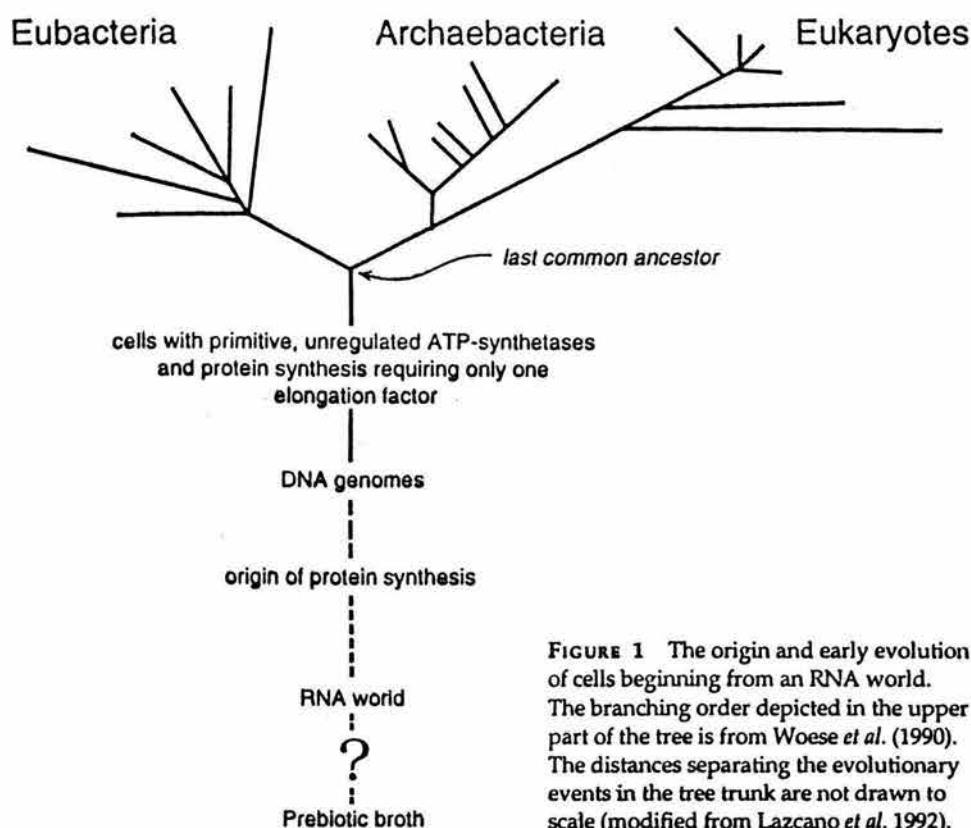 Eubacteria
Archaebacteria
Eukaryotes
last common ancestor
cells with primitive, unregulated ATP-synthetases
and protein synthesis requiring only one
elongation factor
DNA genomes
origin of protein synthesis
RNA world
?
Prebiotic broth
FIGURE 1 The origin and early evolution
of cells beginning from an RNA world.
The branching order depicted in the upper
part of the tree is from Woese et al. (1990).
The distances separating the evolutionary
events in the tree trunk are not drawn to
scale (modified from Lazcano et al. 1992).